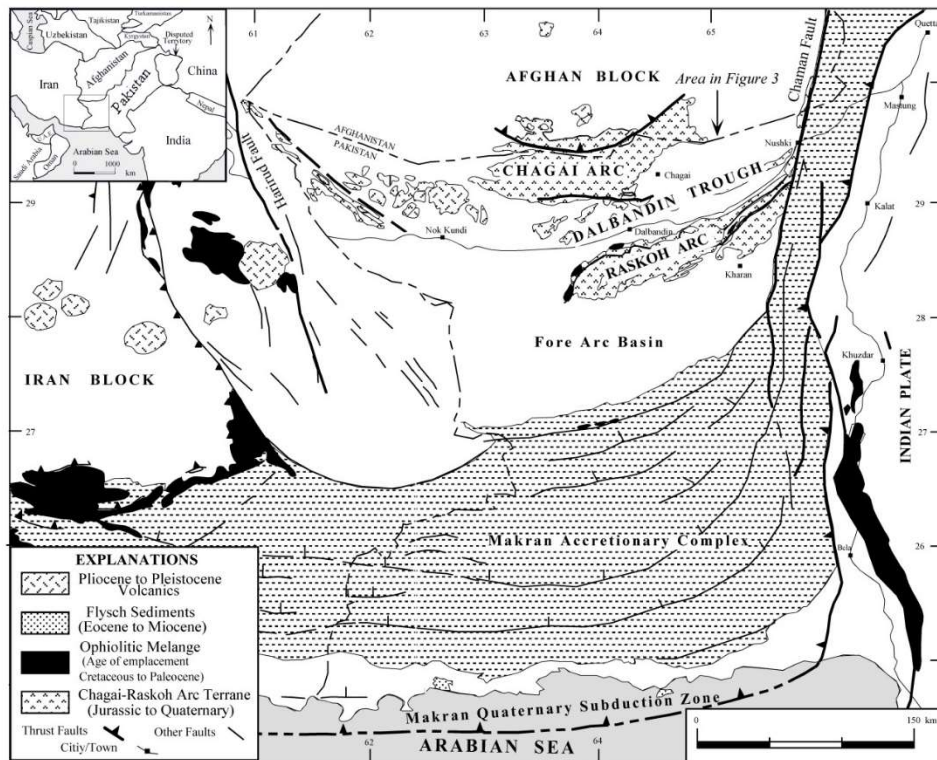 Caspian Sea
Turkamanistan
N
Uzbekistan
Tajikistan
Kyrgystan
Disputed
Territory
Iran
Afghanistan
Pakistan
China
Nepal
India
Saudi Arabia
Oman
Arabian Sea
0 1000
km
61 62 63 64 65
Quetta
AFGHAN BLOCK
Area in Figure 3
Chaman Fault
Mastung
Harirud Fault
AFGHANISTAN
PAKISTAN
Nushki
CHAGAI ARC
Chagai
29
DALBANDIN TROUGH
Kalat
Nok Kundi
Dalbandin
RASKOH ARC
Kharan
28
Fore Arc Basin
Khuzdar
IRAN BLOCK
INDIAN PLATE
27
Makran Accretionary Complex
Bela
26
EXPLANATIONS
Pliocene to Pleistocene
Volcanics
Flysch Sediments
(Eocene to Miocene)
Ophiolitic Melange
(Age of emplacement
Cretaceous to Paleocene)
Chagai-Raskoh Arc Terrane
(Jurassic to Quaternary)
Thrust Faults
Other Faults
Citiy/Town
Makran Quaternary Subduction Zone
62 64
ARABIAN SEA
0 150
km